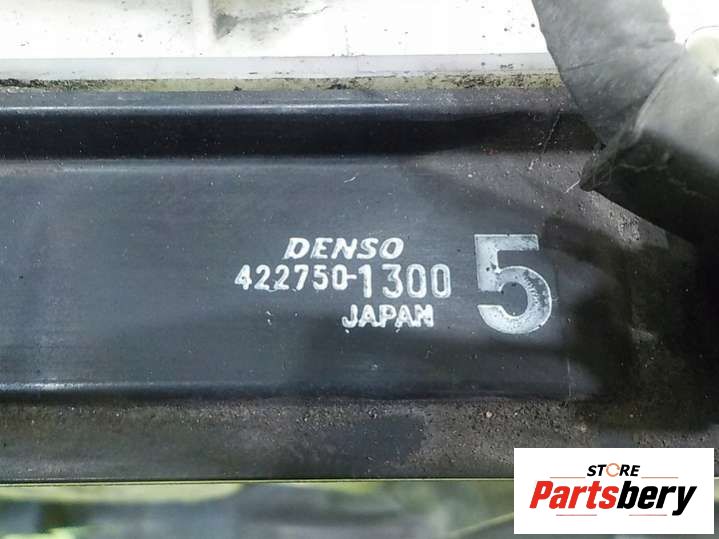 DENSO
422750-1300
JAPAN
5
STORE
Partsbery